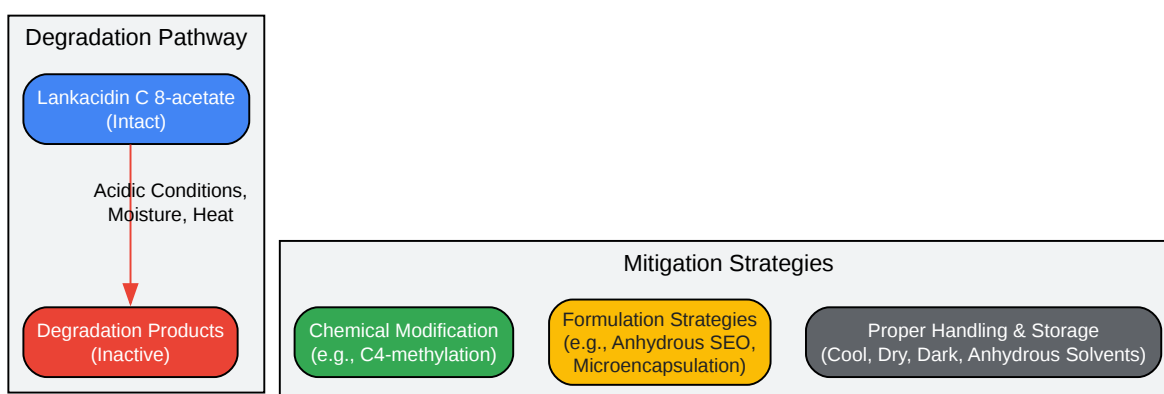 Degradation Pathway
Lankacidin C 8-acetate
(Intact)
Acidic Conditions,
Moisture, Heat
Degradation Products
(Inactive)
Mitigation Strategies
Chemical Modification
(e.g., C4-methylation)
Formulation Strategies
(e.g., Anhydrous SEO,
Microencapsulation)
Proper Handling & Storage
(Cool, Dry, Dark, Anhydrous Solvents)